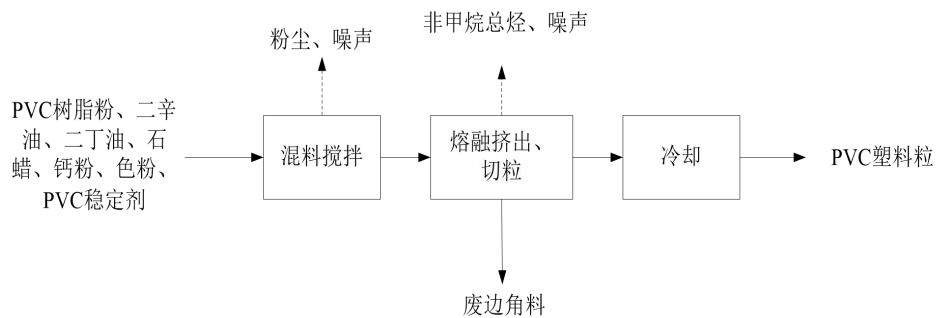 粉尘、噪声
非甲烷总烃、噪声
PVC树脂粉、二辛
油、二丁油、石
蜡、钙粉、色粉、
PVC稳定剂
混料搅拌
熔融挤出、
切粒
冷却
PVC塑料粒
废边角料